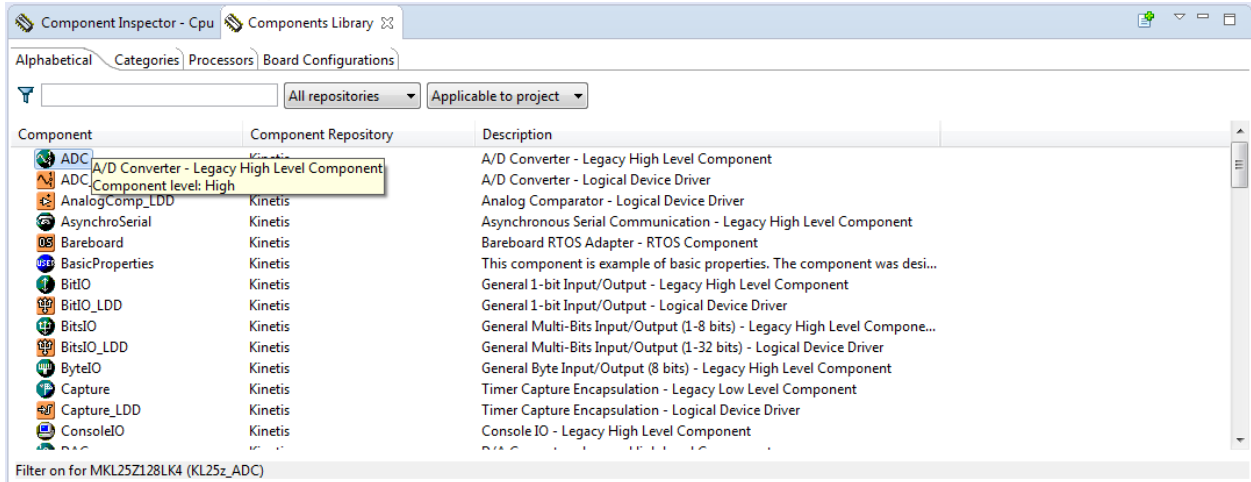 Component Inspector - Cpu Components Library
Alphabetical Categories Processors Board Configurations
All repositories Applicable to project
Component Component Repository Description
ADC A/D Converter - Legacy High Level Component
A/D Converter - Legacy High Level Component
Component level: High
ADC A/D Converter - Logical Device Driver
AnalogComp_LDD Kinetis Analog Comparator - Logical Device Driver
AsynchroSerial Kinetis Asynchronous Serial Communication - Legacy High Level Component
OS Bareboard Kinetis Bareboard RTOS Adapter - RTOS Component
USER BasicProperties Kinetis This component is example of basic properties. The component was desi...
BitIO Kinetis General 1-bit Input/Output - Legacy High Level Component
BitIO_LDD Kinetis General 1-bit Input/Output - Logical Device Driver
BitsIO Kinetis General Multi-Bits Input/Output (1-8 bits) - Legacy High Level Compone...
BitsIO_LDD Kinetis General Multi-Bits Input/Output (1-32 bits) - Logical Device Driver
ByteIO Kinetis General Byte Input/Output (8 bits) - Legacy High Level Component
Capture Kinetis Timer Capture Encapsulation - Legacy Low Level Component
Capture_LDD Kinetis Timer Capture Encapsulation - Logical Device Driver
ConsoleIO Kinetis Console IO - Legacy High Level Component
Filter on for MKL25Z128LK4 (KL25z_ADC)